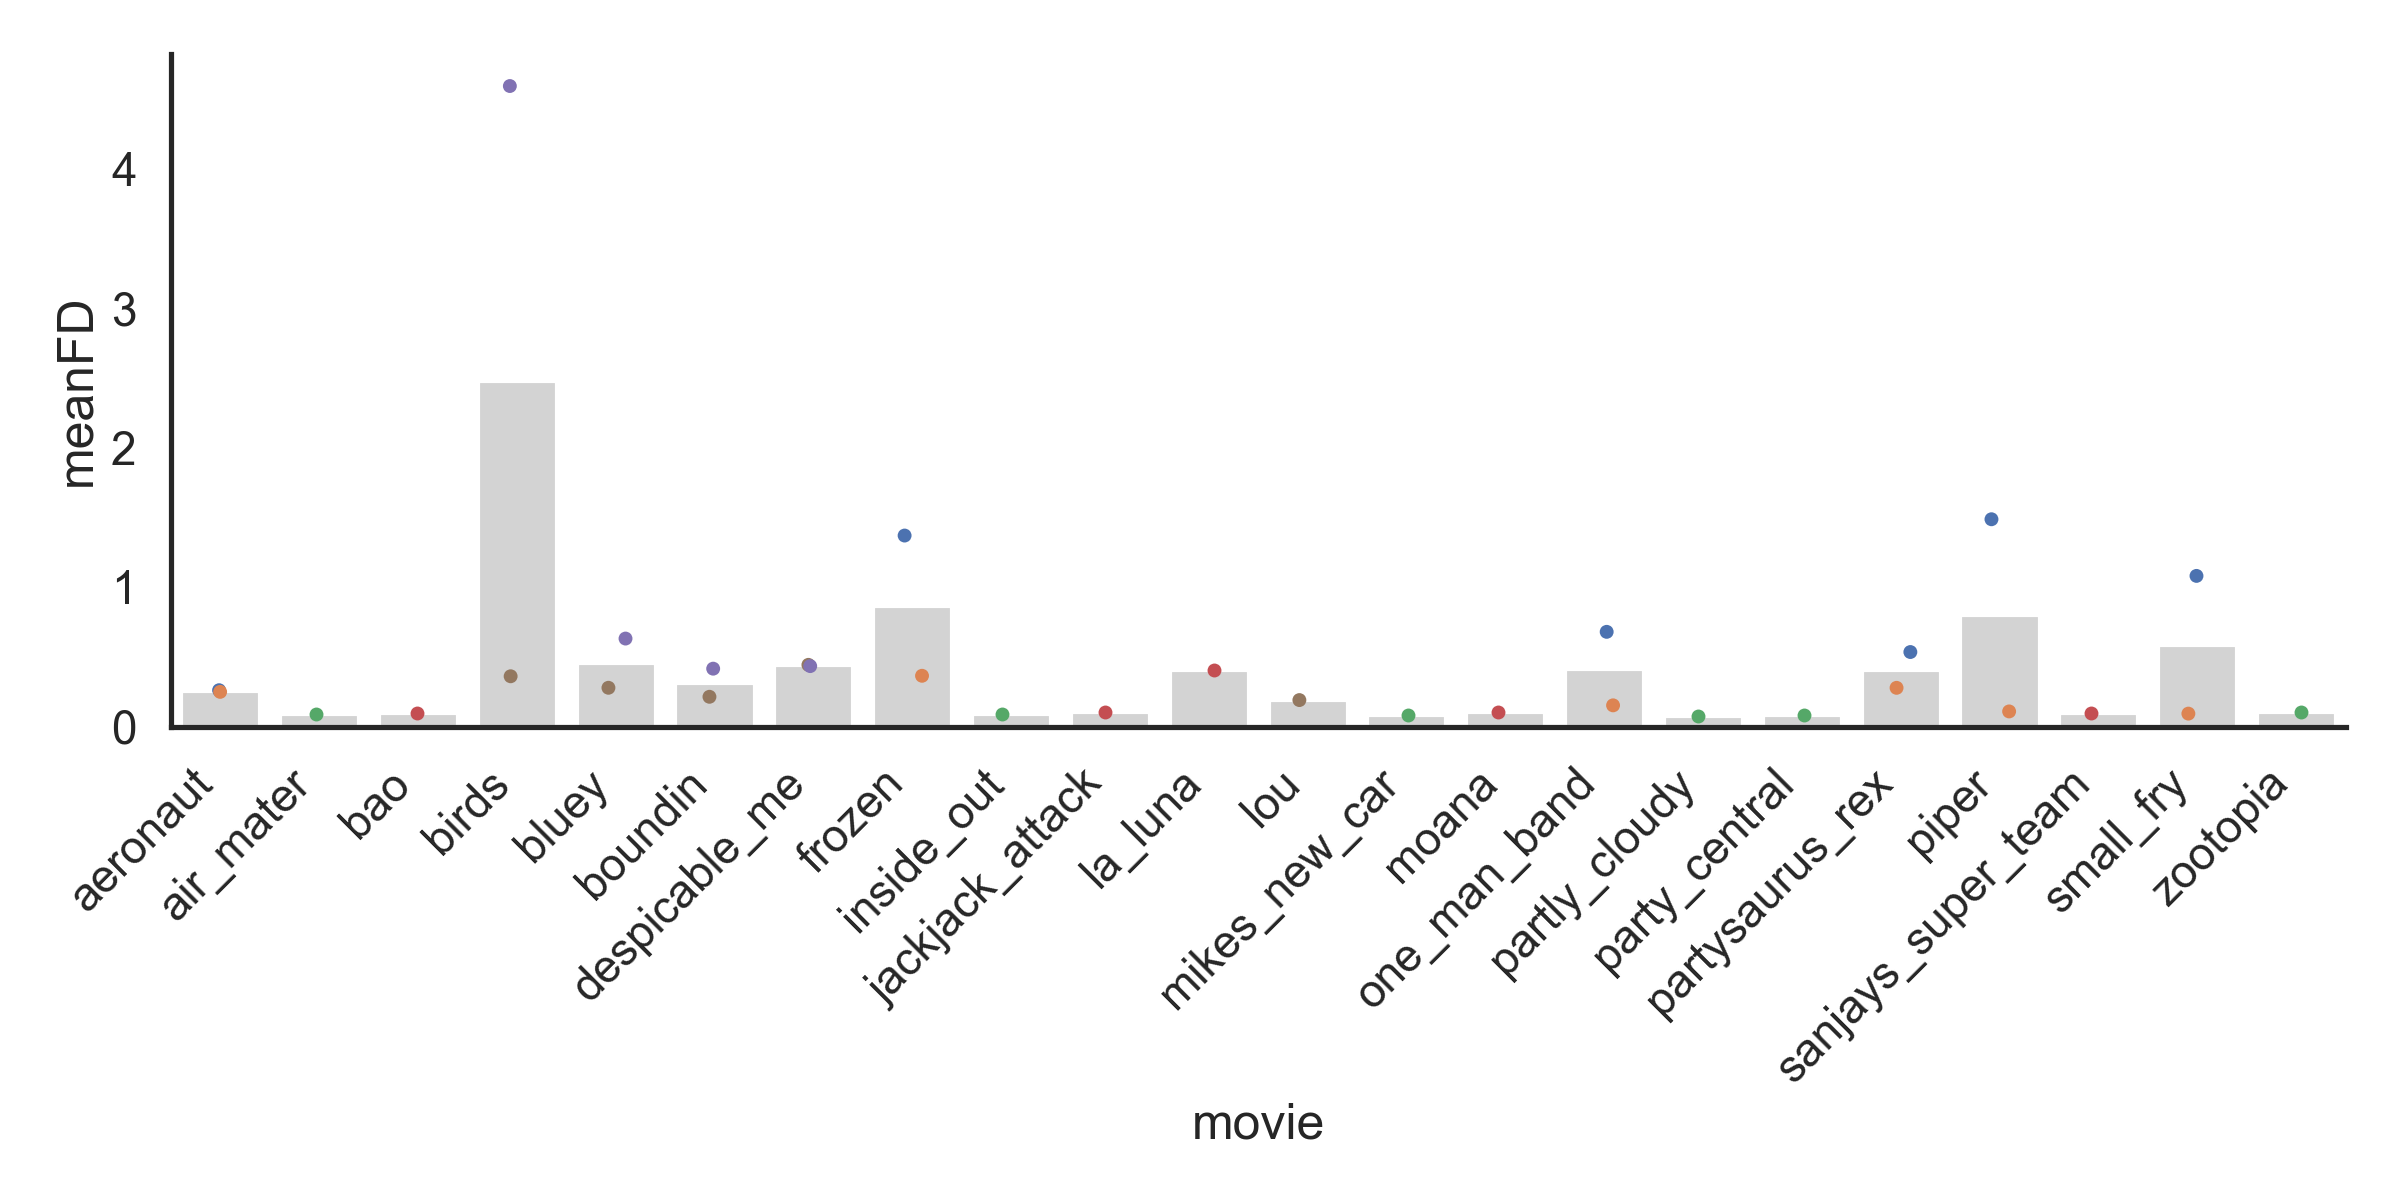 meanFD
4
3
2
1
0
aeronaut
air_mater
bao
birds
bluey
boundin
despicable_me
frozen
inside_out
jackjack_attack
la_luna
lou
mikes_new_car
moana
one_man_band
partly_cloudy
party_central
partysaurus_rex
piper
sanjays_super_team
small_fry
zootopia
movie